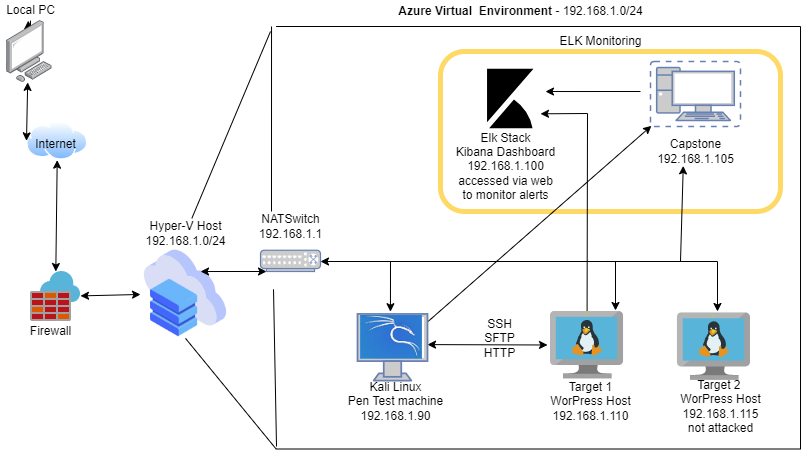 Local PC
Azure Virtual Environment - 192.168.1.0/24
ELK Monitoring
Internet
Elk Stack
Kibana Dashboard
192.168.1.100
accessed via web
to monitor alerts
Capstone
192.168.1.105
Hyper-V Host
192.168.1.0/24
NATSwitch
192.168.1.1
Firewall
SSH
SFTP
HTTP
Kali Linux
Pen Test machine
192.168.1.90
Target 1
WorPress Host
192.168.1.110
Target 2
WorPress Host
192.168.1.115
not attacked